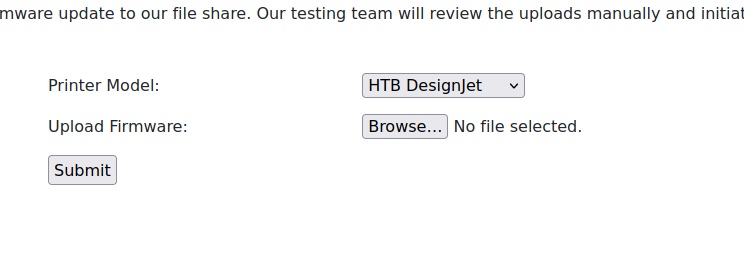 mware update to our file share. Our testing team will review the uploads manually and initiat
Printer Model: HTB DesignJet
Upload Firmware: Browse... No file selected.
Submit